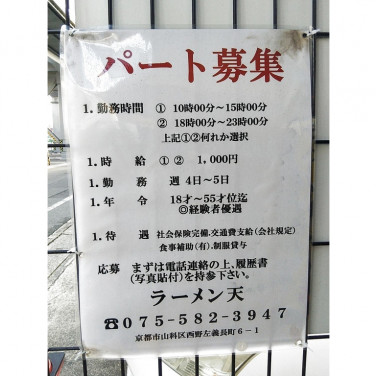 パート募集
1.勤務時間 ① 10時00分～15時00分
② 18時00分～23時00分
上記①②何れか選択
1.時 給 ①② 1,000円
1.勤 務 週 4日～5日
1.年 令 18才～55才位迄
◎経験者優遇
1.待 遇 社会保険完備.交通費支給(会社規定)
食事補助(有).制服貸与
応募 まずは電話連絡の上、履歴書
(写真貼付)を持参下さい。
ラーメン天
☎075-582-3947
京都市山科区西野左義長町6-1